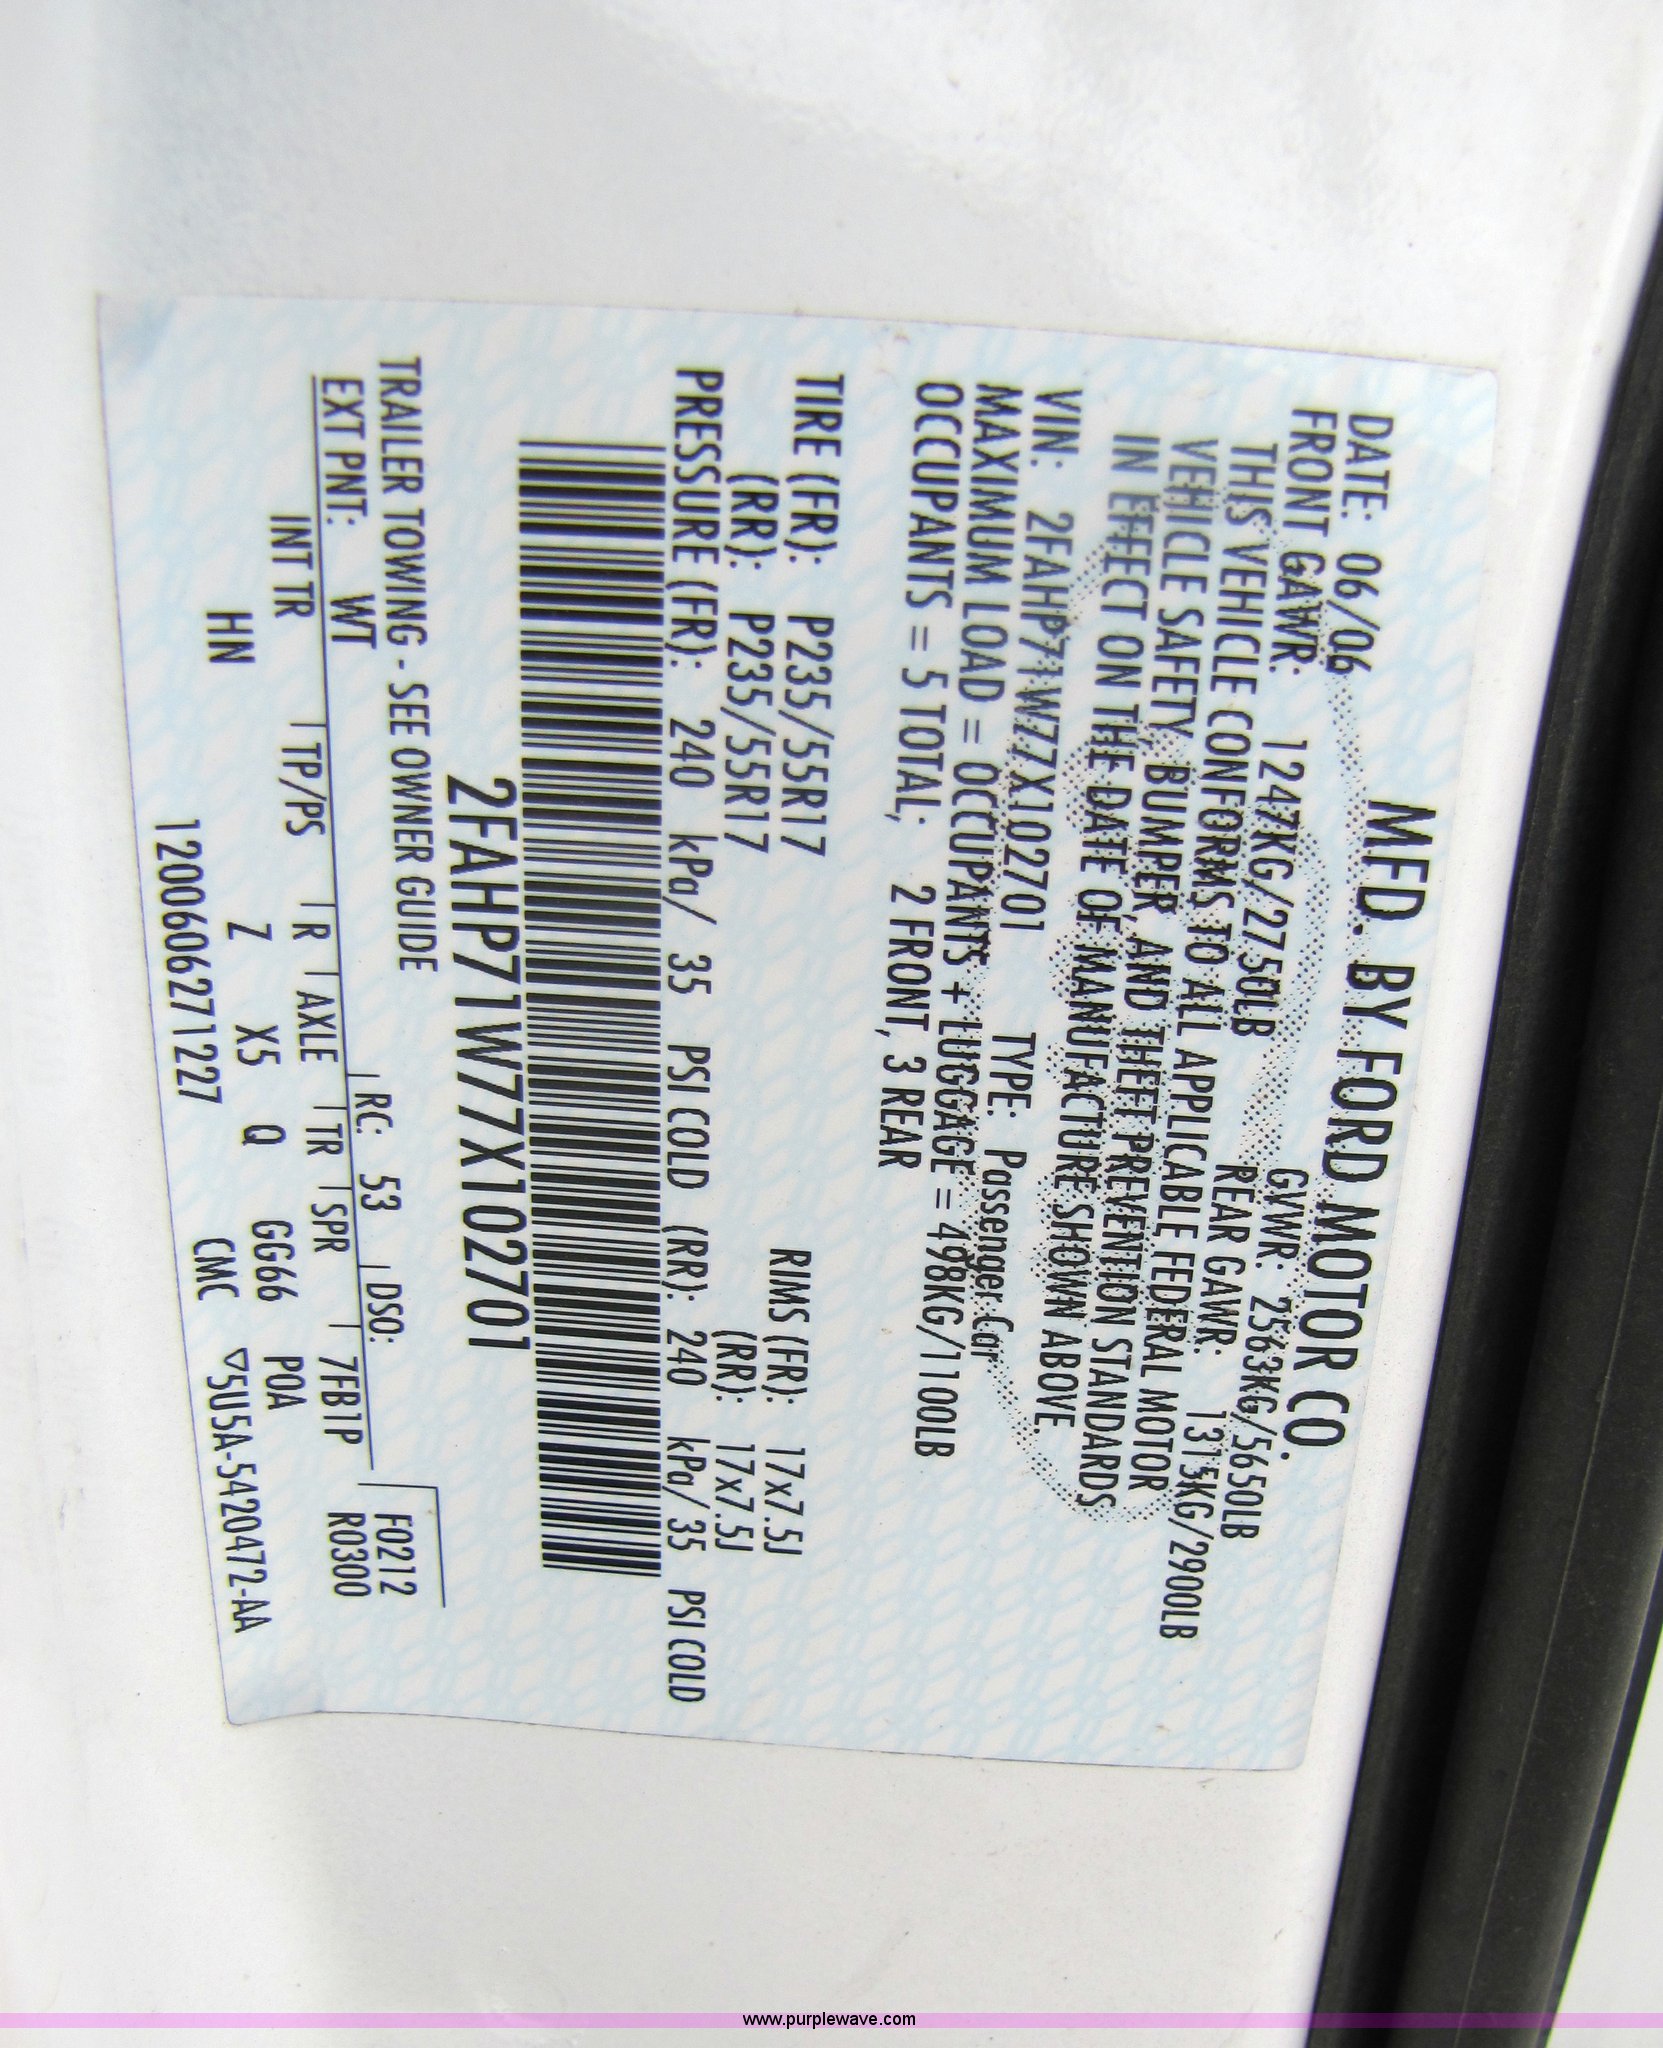 MFD. BY FORD MOTOR CO.
DATE: 06/06 GVWR: 2563KG/5650LB
FRONT GAWR: 1247KG/2750LB REAR GAWR: 1315KG/2900LB
THIS VEHICLE CONFORMS TO ALL APPLICABLE FEDERAL MOTOR
VEHICLE SAFETY, BUMPER, AND THEFT PREVENTION STANDARDS
IN EFFECT ON THE DATE OF MANUFACTURE SHOWN ABOVE.
VIN: 2FAHP71W77X102701 TYPE: Passenger Car
MAXIMUM LOAD = OCCUPANTS + LUGGAGE = 498KG/1100LB
OCCUPANTS = 5 TOTAL; 2 FRONT, 3 REAR
TIRE (FR): P235/55R17 RIMS (FR): 17x7.5J
(RR): P235/55R17 (RR): 17x7.5J
PRESSURE (FR): 240 kPa/ 35 PSI COLD (RR): 240 kPa/ 35 PSI COLD
2FAHP71W77X102701
TRAILER TOWING - SEE OWNER GUIDE
F0212
R0300
EXT PNT: WT RC: 53 DSO:
INT TR TP/PS R AXLE TR SPR 7FB1P
HN Z X5 Q GG66 POA
12006062712227 CMC ▽5U5A-5420472-AA
www.purplewave.com